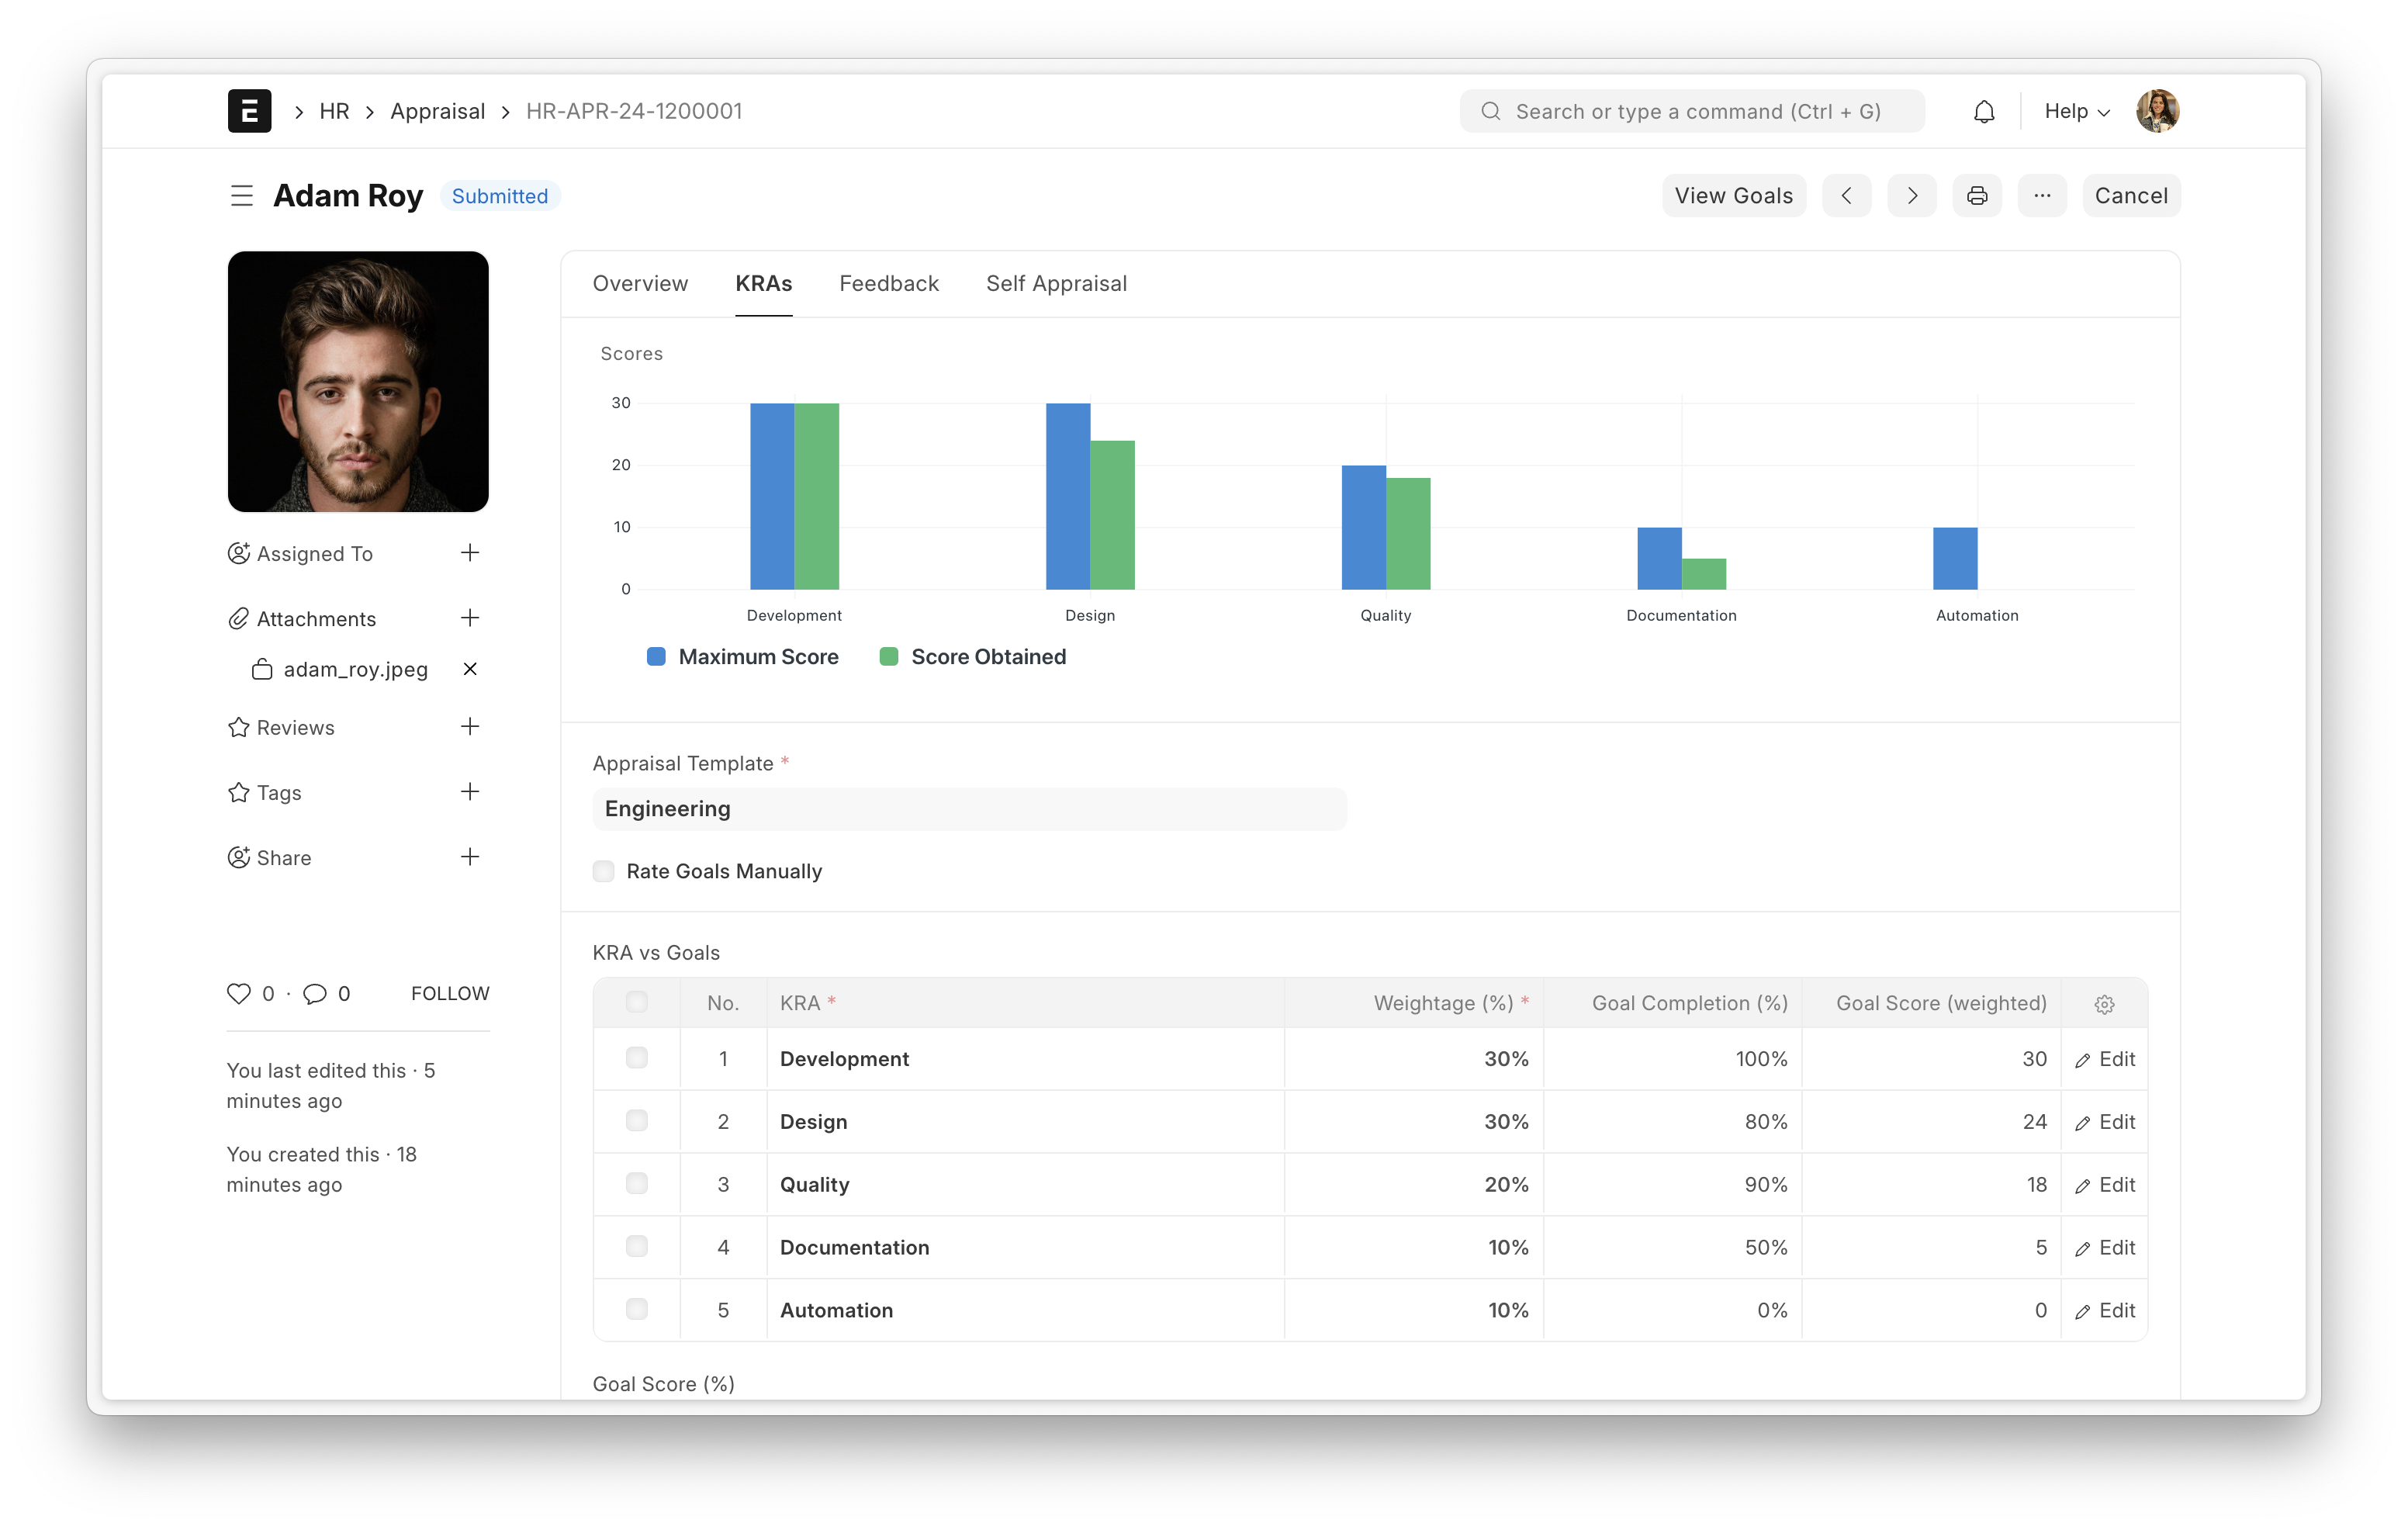 E
HR
Appraisal
HR-APR-24-1200001
Search or type a command (Ctrl + G)
Help
Adam Roy
Submitted
View Goals
···
Cancel
Assigned To
Attachments
adam_roy.jpeg
Reviews
Tags
Share
0 · 0 FOLLOW
You last edited this · 5
minutes ago
You created this · 18
minutes ago
Overview KRAs Feedback Self Appraisal
Scores
30
20
10
0
Development Design Quality Documentation Automation
Maximum Score Score Obtained
Appraisal Template *
Engineering
Rate Goals Manually
KRA vs Goals
No. KRA * Weightage (%) * Goal Completion (%) Goal Score (weighted)
1 Development 30% 100% 30 Edit
2 Design 30% 80% 24 Edit
3 Quality 20% 90% 18 Edit
4 Documentation 10% 50% 5 Edit
5 Automation 10% 0% 0 Edit
Goal Score (%)